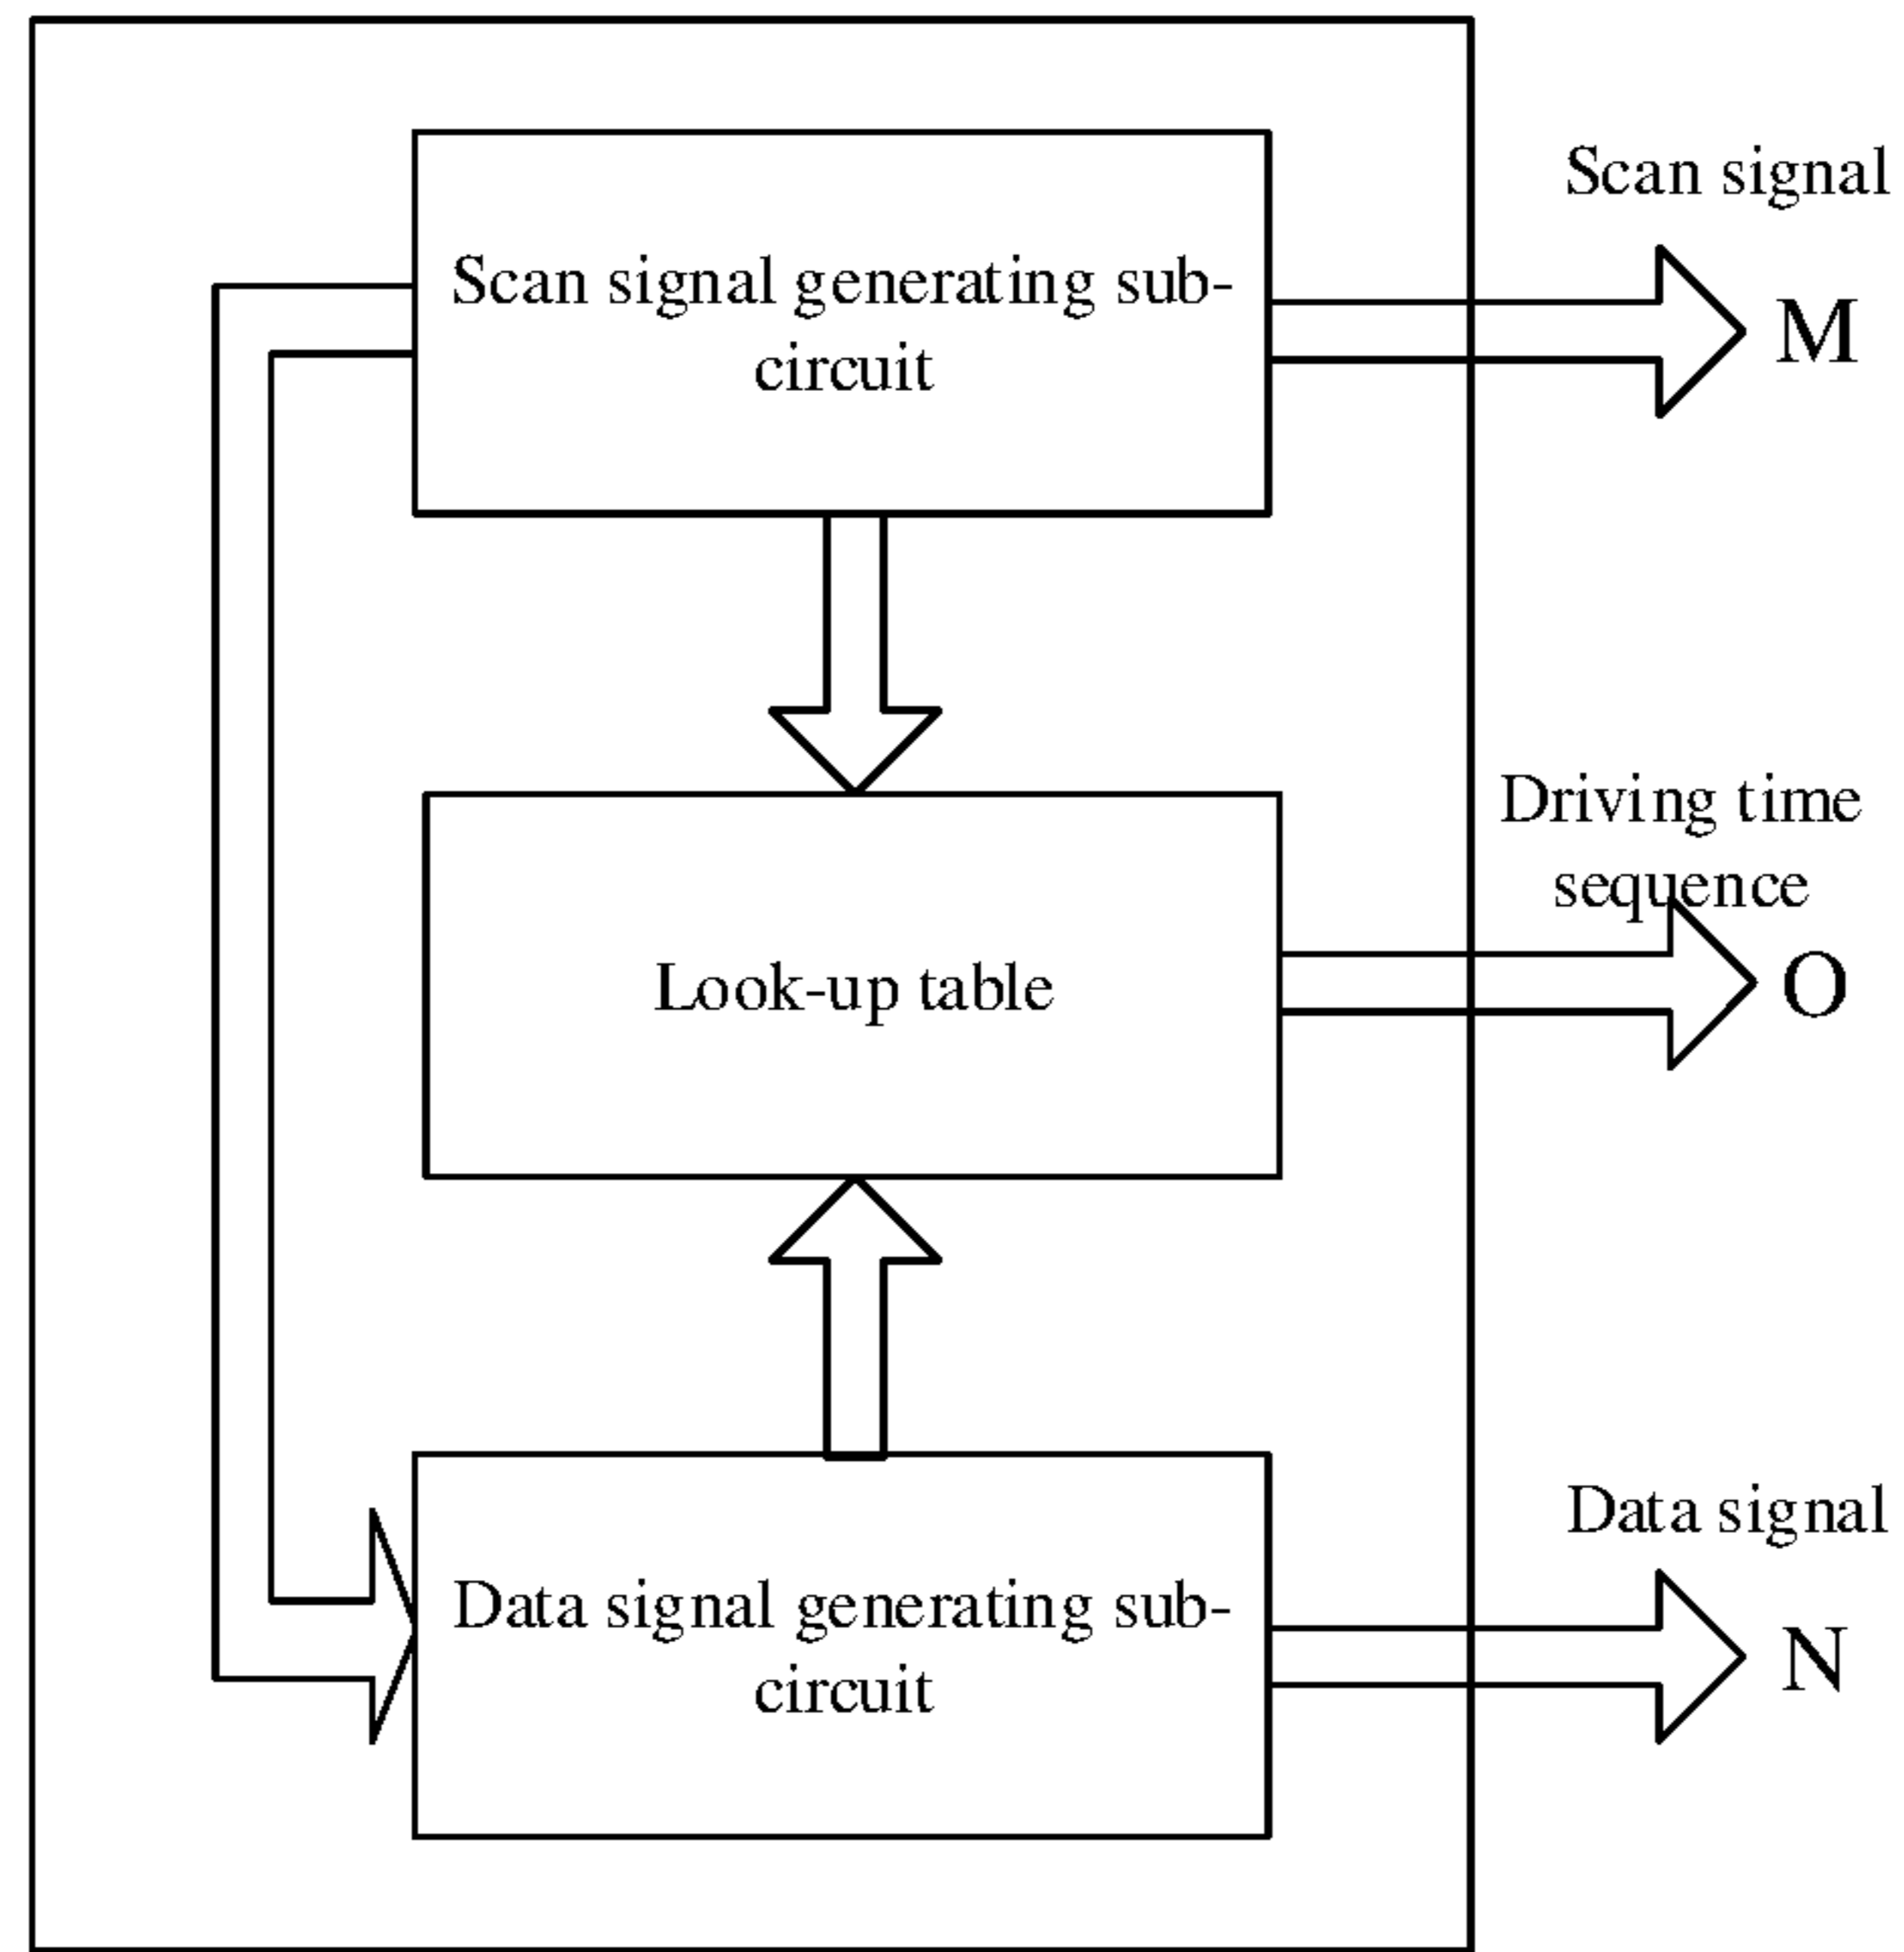 Scan signal
Scan signal generating sub-
circuit
M
Driving time
sequence
Look-up table
O
Data signal
Data signal generating sub-
circuit
N